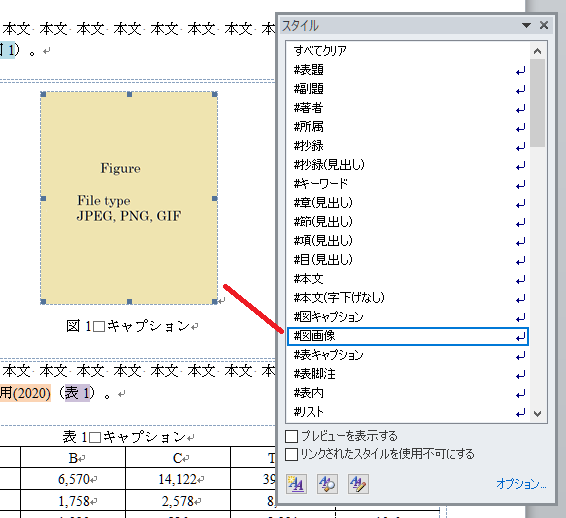 スタイル
本文 本文 本文 本文 本文 本文 本文
図 1）。
Figure
File type
JPEG, PNG, GIF
図 1□キャプション
本文 本文 本文 本文 本文 本文 本文
用(2020)（表 1）。
表 1□キャプション
B C
6,570 14,122
1,758 2,578
すべてクリア
#表題
#副題
#著者
#所属
#抄録
#抄録(見出し)
#キーワード
#章(見出し)
#節(見出し)
#項(見出し)
#目(見出し)
#本文
#本文(字下げなし)
#図キャプション
#図画像
#表キャプション
#表脚注
#表内
#リスト
プレビューを表示する
リンクされたスタイルを使用不可にする
オプション...